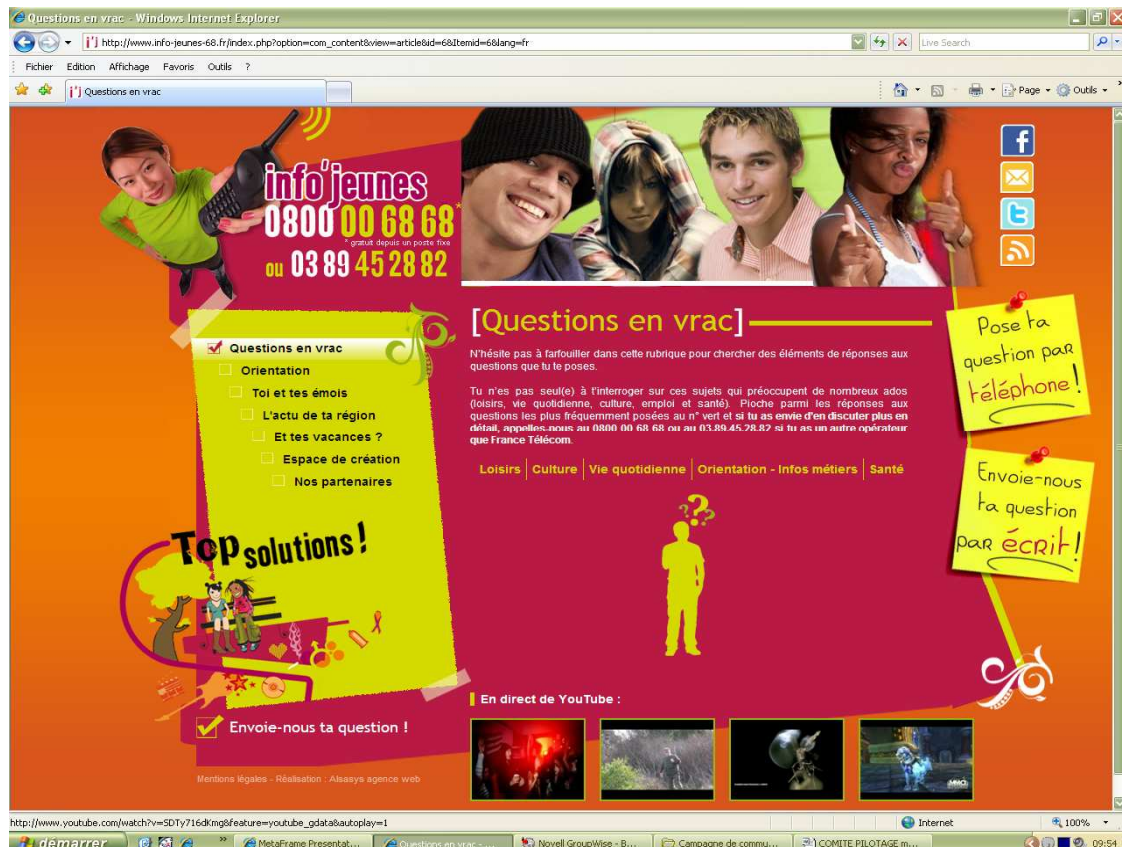 Questions en vrac - Windows Internet Explorer
http://www.info-jeunes-68.fr/index.php?option=com_content&view=article&id=6&Itemid=6&lang=fr
Live Search
Fichier Edition Affichage Favoris Outils ?
Questions en vrac
Page Outils
info'jeunes
0800 00 68 68*
* gratuit depuis un poste fixe
ou 03 89 45 28 82
Questions en vrac
Orientation
Toi et tes émois
L'actu de ta région
Et tes vacances ?
Espace de création
Nos partenaires
Top solutions !
Envoie-nous ta question !
Mentions légales - Réalisation : Alsasys agence web
[Questions en vrac]
N'hésite pas à farfouiller dans cette rubrique pour chercher des éléments de réponses aux
questions que tu te poses.
Tu n'es pas seul(e) à t'interroger sur ces sujets qui préoccupent de nombreux ados
(loisirs, vie quotidienne, culture, emploi et santé). Pioche parmi les réponses aux
questions les plus fréquemment posées au n° vert et si tu as envie d'en discuter plus en
détail, appelles-nous au 0800 00 68 68 ou au 03.89.45.28.82 si tu as un autre opérateur
que France Télécom.
Loisirs Culture Vie quotidienne Orientation - Infos métiers Santé
En direct de YouTube :
Pose ta
question par
téléphone !
Envoie-nous
ta question
par écrit !
http://www.youtube.com/watch?v=SDTy716dKmg&feature=youtube_gdata&autoplay=1
Internet
100%
démarrer
MetaFrame Presentat...
Questions en vrac - ...
Novell GroupWise - B...
Campagne de commu...
COMITE PILOTAGE m...
09:54